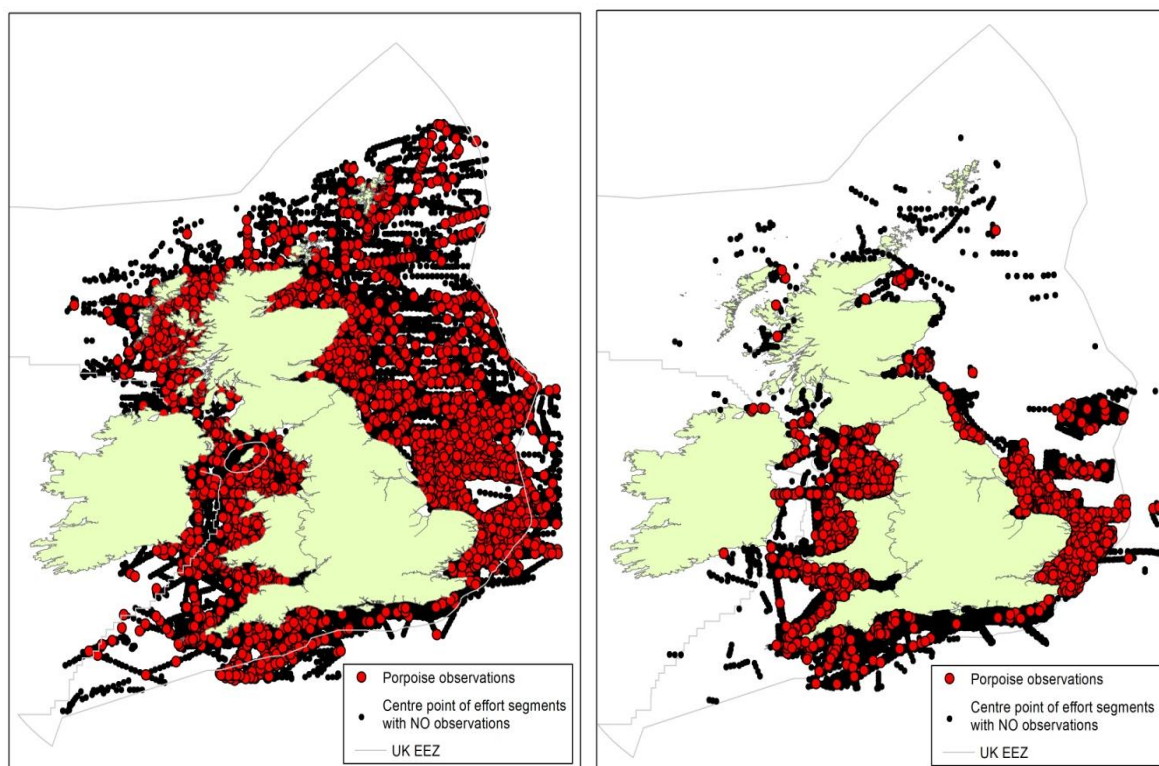 Porpoise observations
Centre point of effort segments
with NO observations
UK EEZ
Porpoise observations
Centre point of effort segments
with NO observations
UK EEZ